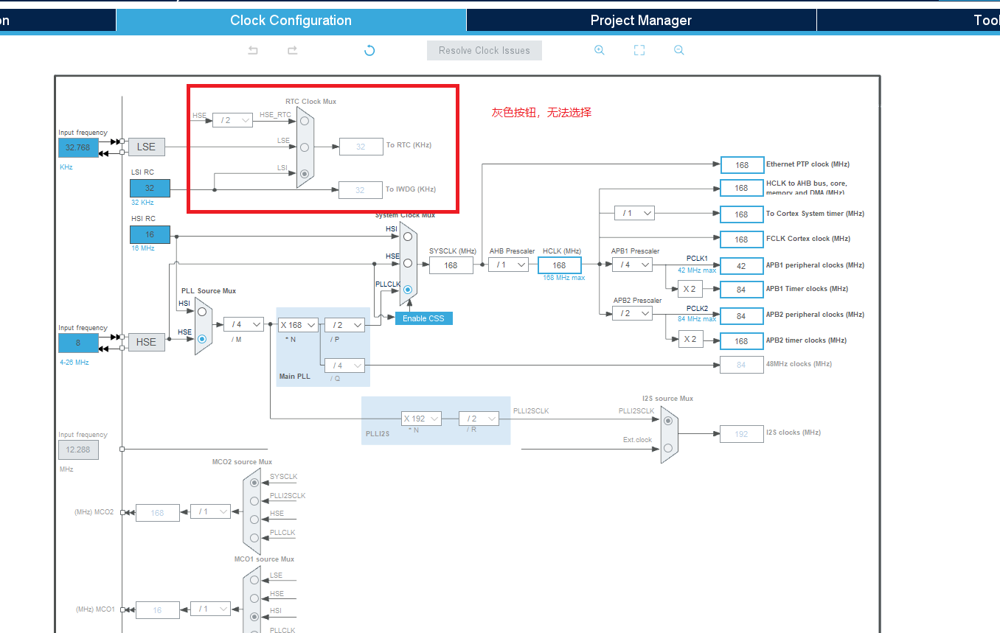 on
Clock Configuration
Project Manager
Tool
Resolve Clock Issues
灰色按钮，无法选择
RTC Clock Mux
HSE
/ 2
HSE_RTC
Input frequency
32.768
KHz
LSE
LSE
32
To RTC (KHz)
LSI RC
LSI
32
32 KHz
32
To IWDG (KHz)
HSI RC
16
16 MHz
System Clock Mux
HSI
HSE
PLLCLK
SYSCLK (MHz)
168
AHB Prescaler
/ 1
HCLK (MHz)
168
168 MHz max
Enable CSS
168
Ethernet PTP clock (MHz)
168
HCLK to AHB bus, core,
memory and DMA (MHz)
/ 1
168
To Cortex System timer (MHz)
168
FCLK Cortex clock (MHz)
APB1 Prescaler
/ 4
PCLK1
42 MHz max
42
APB1 peripheral clocks (MHz)
X 2
84
APB1 Timer clocks (MHz)
APB2 Prescaler
/ 2
PCLK2
84 MHz max
84
APB2 peripheral clocks (MHz)
X 2
168
APB2 timer clocks (MHz)
84
48MHz clocks (MHz)
PLL Source Mux
HSI
HSE
Input frequency
8
4-26 MHz
HSE
/ 4
/ M
X 168
* N
/ 2
/ P
/ 4
/ Q
Main PLL
X 192
* N
/ 2
/ R
PLLI2S
PLLI2SCLK
I2S source Mux
PLLI2SCLK
Ext.clock
192
I2S clocks (MHz)
Input frequency
12.288
MHz
MCO2 source Mux
SYSCLK
PLLI2SCLK
HSE
PLLCLK
(MHz) MCO2
168
/ 1
MCO1 source Mux
LSE
HSE
HSI
PLLCLK
(MHz) MCO1
16
/ 1